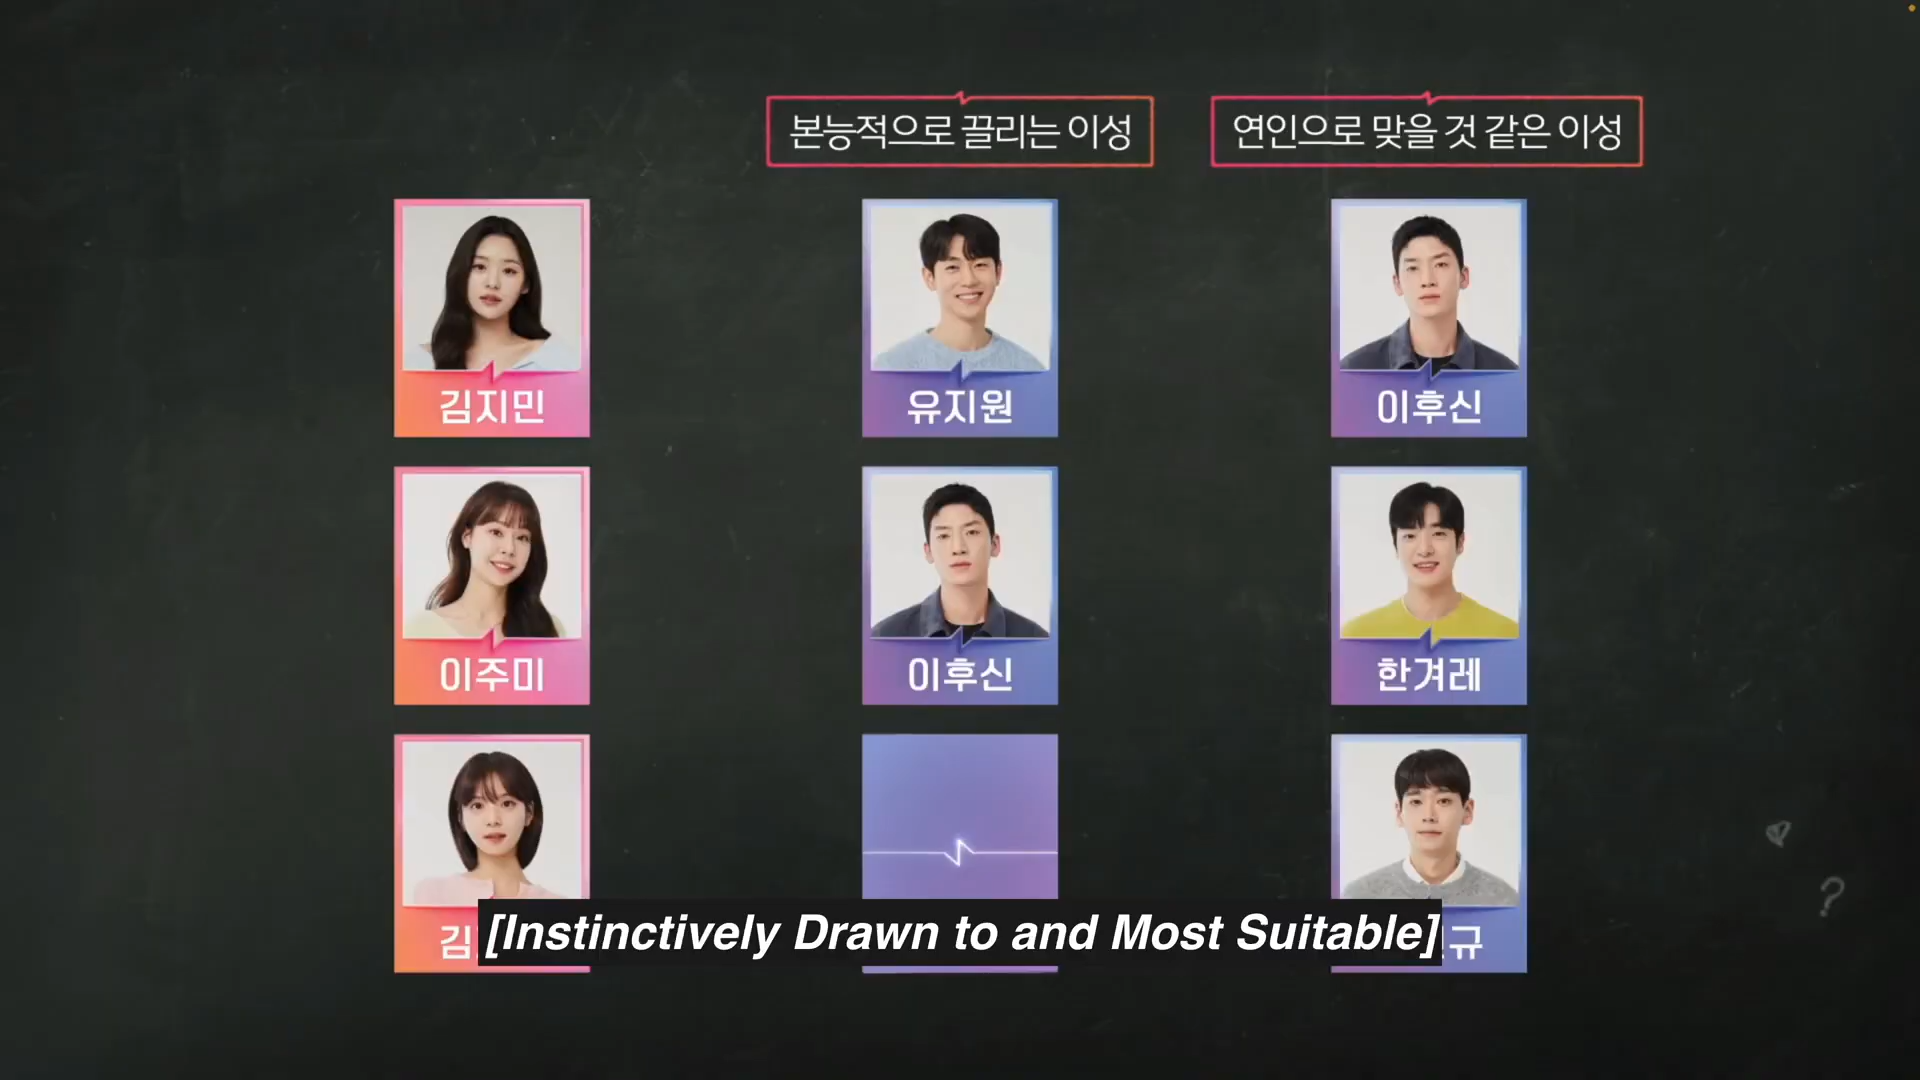 본능적으로 끌리는 이성
연인으로 맞을 것 같은 이성
김지민
유지원
이후신
이주미
이후신
한겨레
김
규
[Instinctively Drawn to and Most Suitable]
?